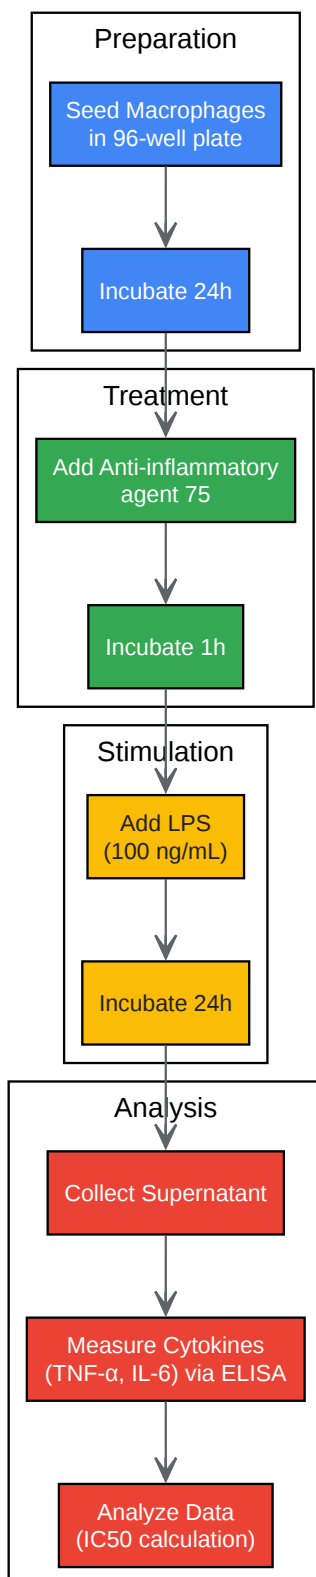 Preparation
Seed Macrophages
in 96-well plate
Incubate 24h
Treatment
Add Anti-inflammatory
agent 75
Incubate 1h
Stimulation
Add LPS
(100 ng/mL)
Incubate 24h
Analysis
Collect Supernatant
Measure Cytokines
(TNF-α, IL-6) via ELISA
Analyze Data
(IC50 calculation)